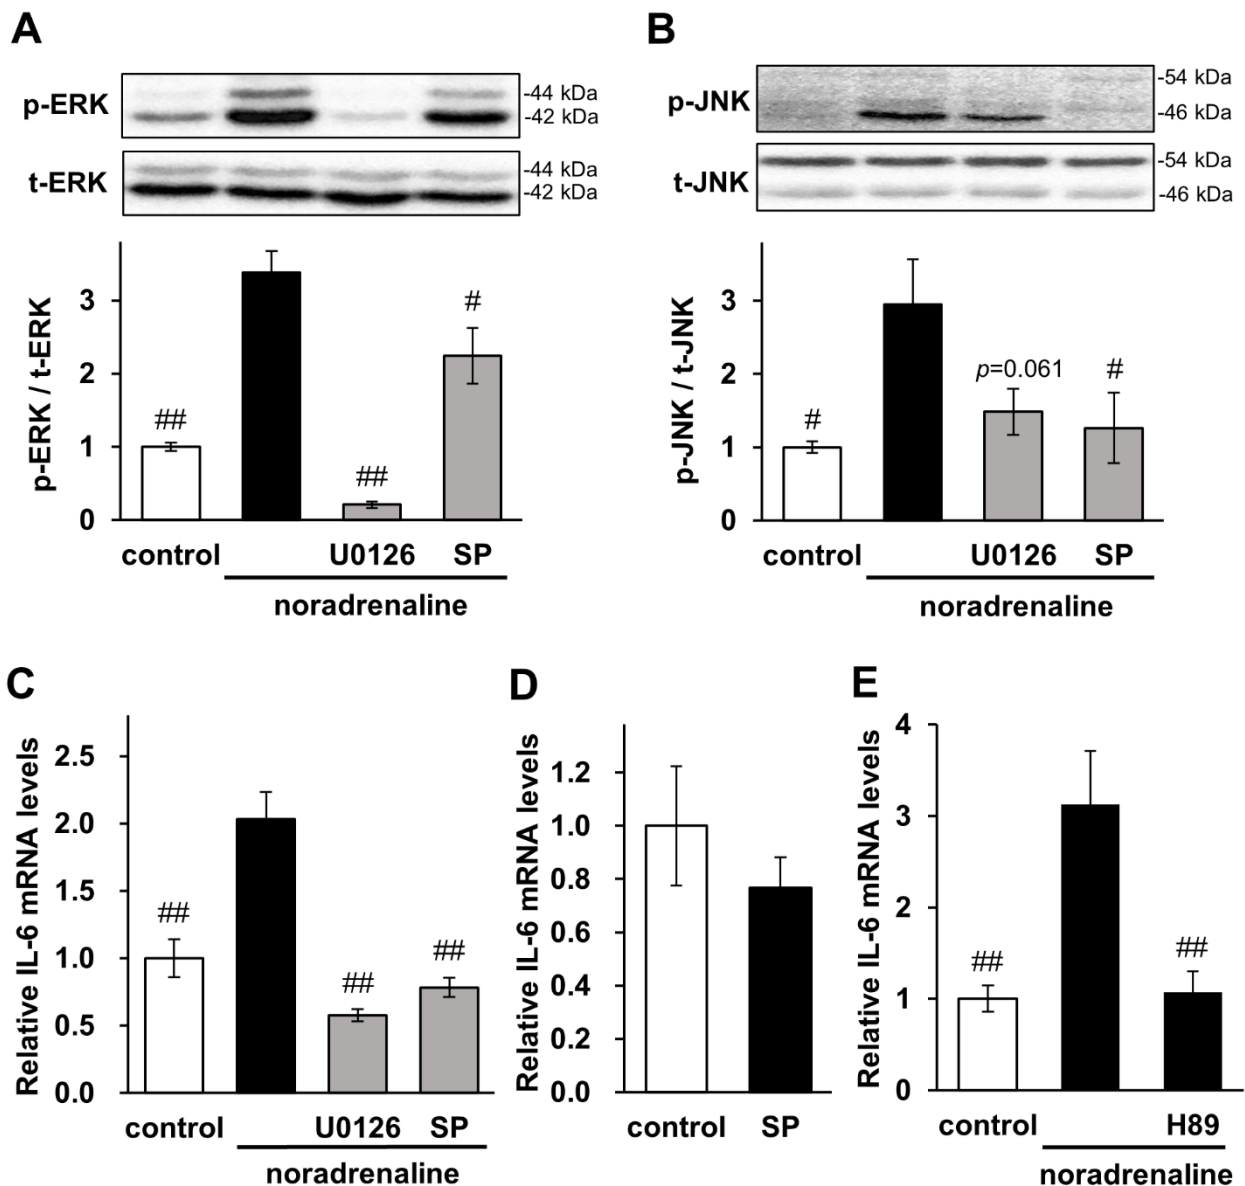 A
p-ERK
-44 kDa
-42 kDa
t-ERK
-44 kDa
-42 kDa
p-ERK / t-ERK
3
2
1
0
##
##
#
control
U0126
SP
noradrenaline
B
p-JNK
-54 kDa
-46 kDa
t-JNK
-54 kDa
-46 kDa
p-JNK / t-JNK
3
2
1
0
#
p=0.061
#
control
U0126
SP
noradrenaline
C
Relative IL-6 mRNA levels
2.5
2.0
1.5
1.0
0.5
0.0
##
##
##
control
U0126
SP
noradrenaline
D
Relative IL-6 mRNA levels
1.2
1.0
0.8
0.6
0.4
0.2
0.0
control
SP
E
Relative IL-6 mRNA levels
4
3
2
1
0
##
##
control
H89
noradrenaline